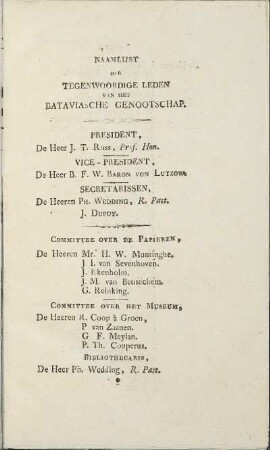 NAAMLIJST
DER
TEGENWOORDIGE LEDEN
VAN HET
BATAVIASCHE GENOOTSCHAP.
PRESIDENT,
De Heer J. T. Ross, Prof. Hon.
VICE-PRESIDENT,
De Heer B. F. W. BARON VON LUTZOW.
SECRETARISSEN,
De Heeren PH. WEDDING, R. Past.
J. DUPUY.
COMMITTEE OVER DE PAPIEREN,
De Heeren Mr. H. W. Muntinghe,
J. I. van Sevenhoven.
J. Ekenholm.
J. M. van Beusechem.
G. Reinking.
COMMITTEE OVER HET MUSEUM,
De Heeren R. Coop à Groen,
P van Zaanen.
G F. Meylan.
P. Th. Couperus.
BIBLIOTHECARIS,
De Heer Ph. Wedding, R. Past.